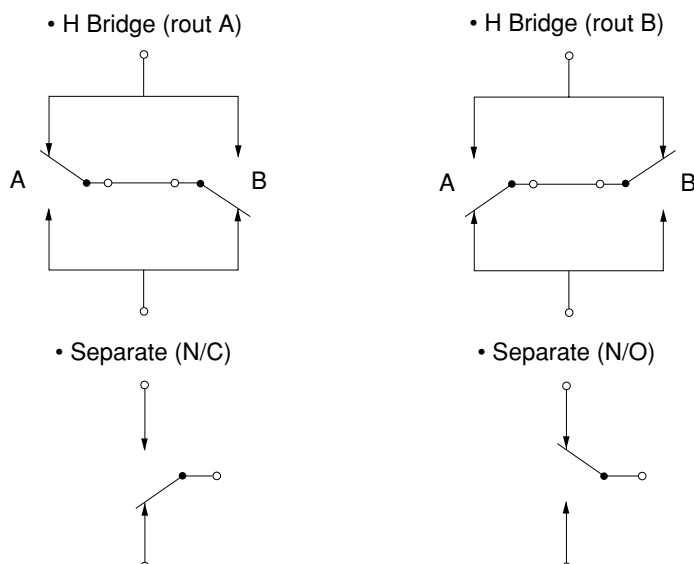 • H Bridge (rout A)
• H Bridge (rout B)
A
B
A
B
• Separate (N/C)
• Separate (N/O)